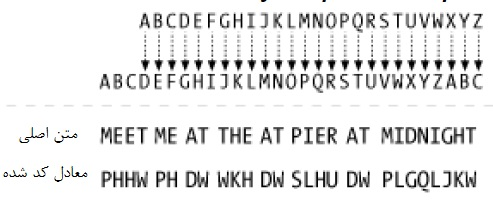 ABCDEFGHIJKLMNOPQRSTUVWXYZ
ABCDEFGHIJKLMNOPQRSTUVWXYZABC
متن اصلی MEET ME AT THE AT PIER AT MIDNIGHT
معادل کد شده PHHW PH DW WKH DW SLHU DW PLGQLJKW